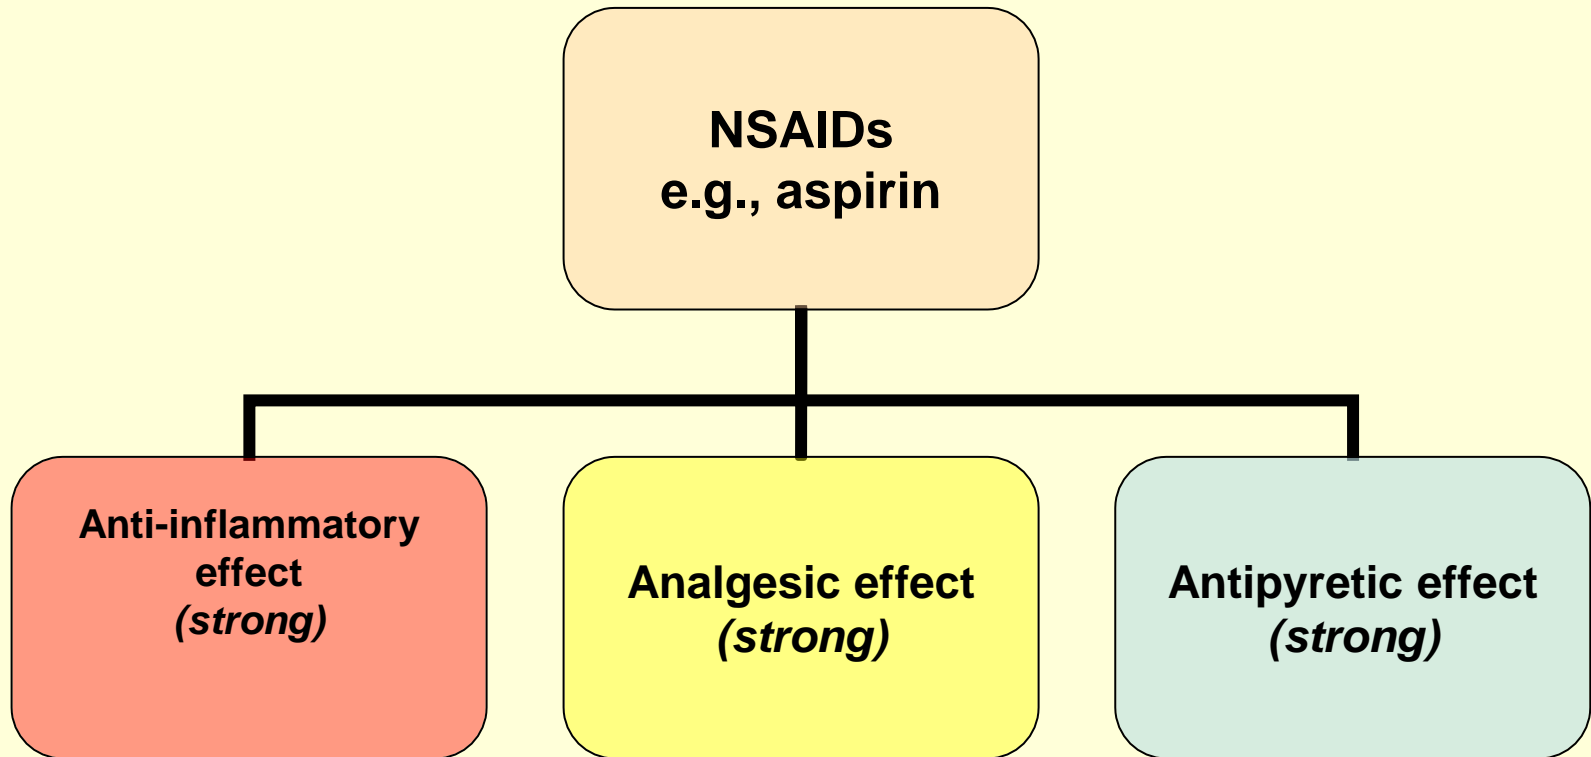 NSAIDs
e.g., aspirin
Anti-inflammatory
effect
(strong)
Analgesic effect
(strong)
Antipyretic effect
(strong)